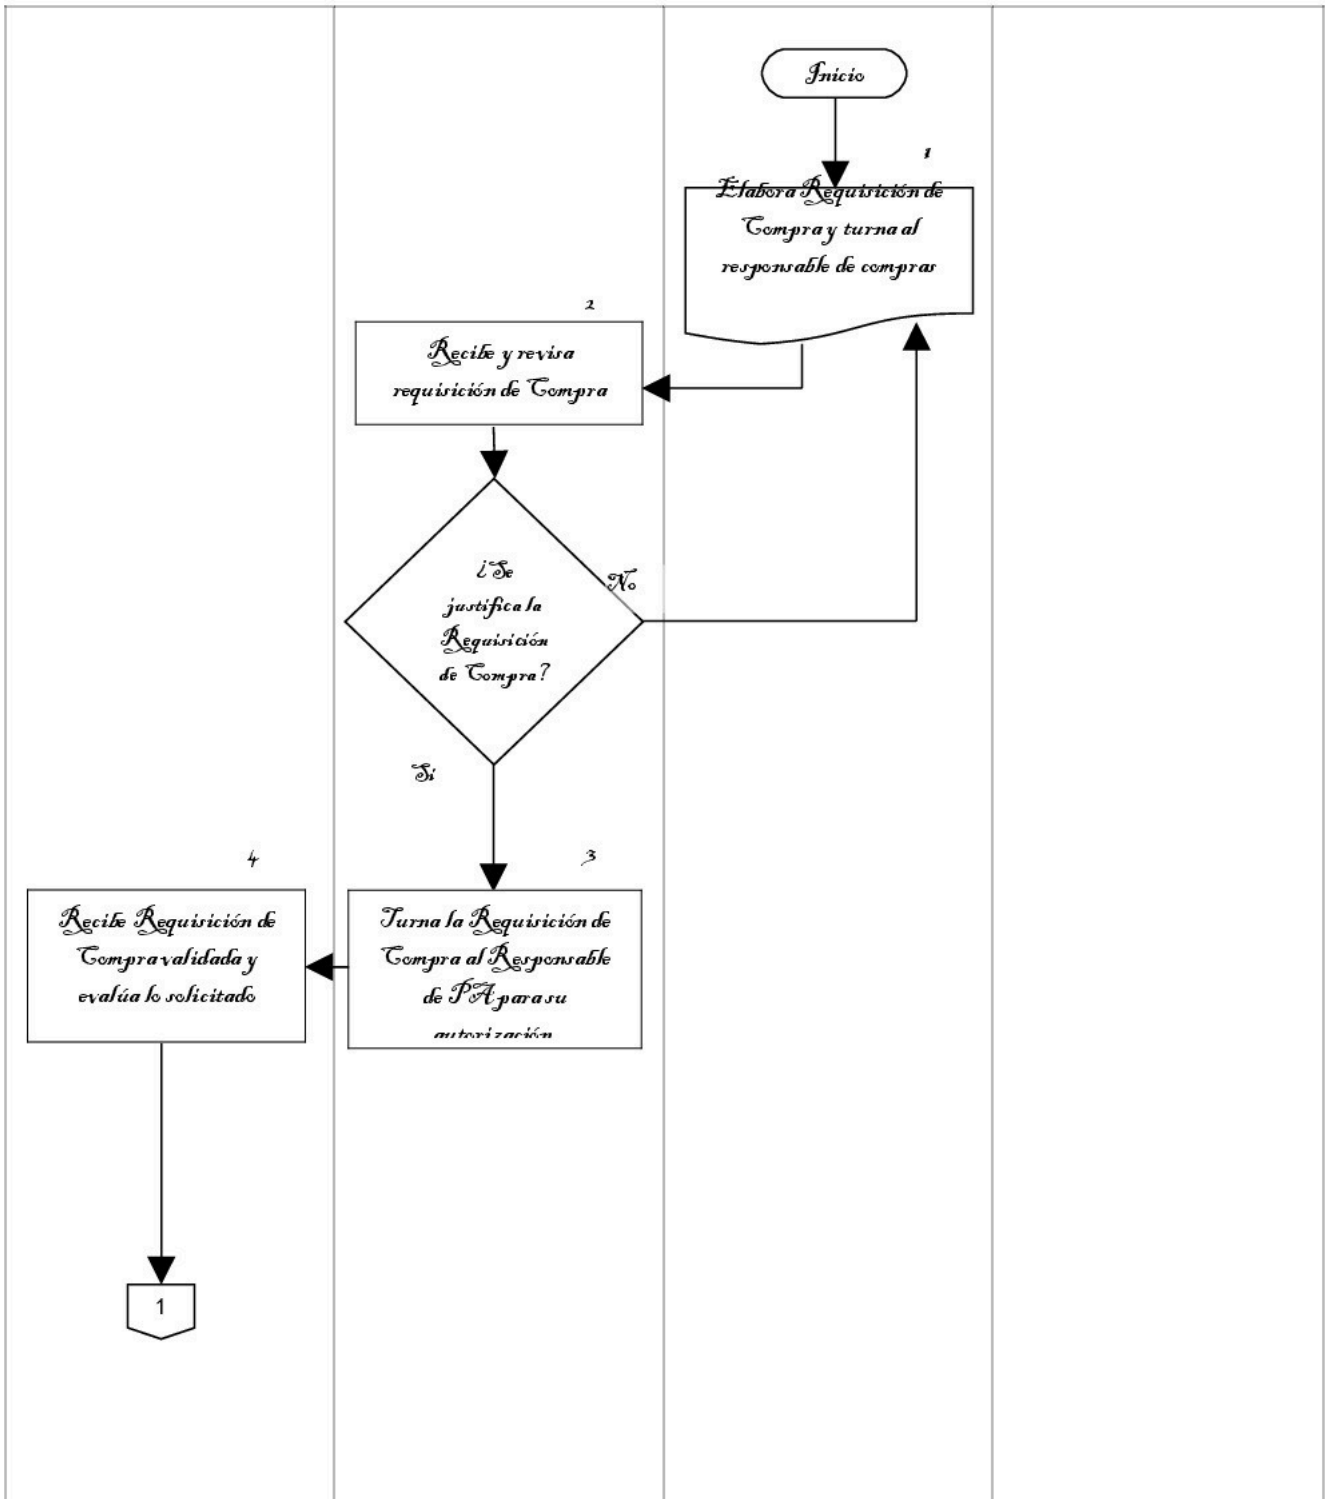 Inicio
1
Elabora Requisición de
Compra y turna al
responsable de compras
2
Recibe y revisa
requisición de Compra
¿Se
justifica la
Requisición
de Compra?
No
Si
3
Turna la Requisición de
Compra al Responsable
de PA para su
autorización
4
Recibe Requisición de
Compra validada y
evalúa lo solicitado
1